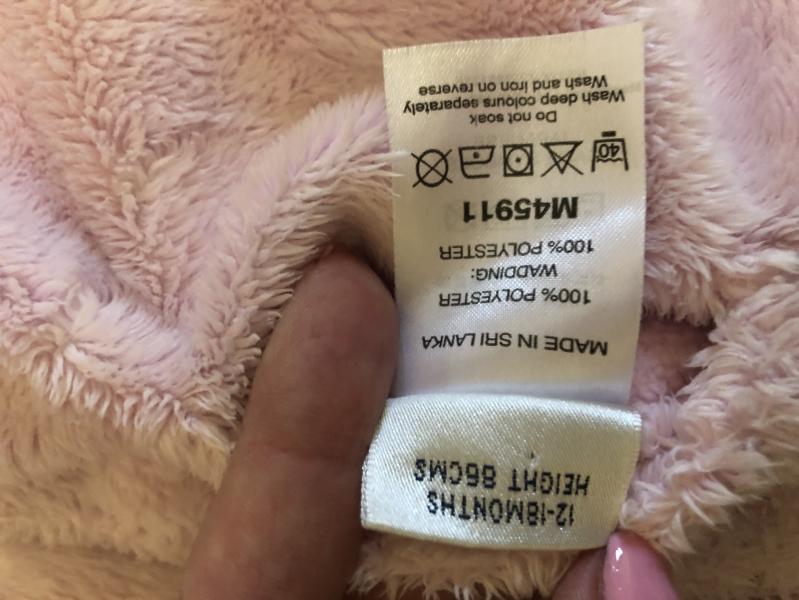 12-18MONTHS
HEIGHT 86CMS
MADE IN SRI LANKA
100% POLYESTER
WADDING:
100% POLYESTER
M45911
40
Do not soak
Wash deep colours separately
Wash and iron on reverse